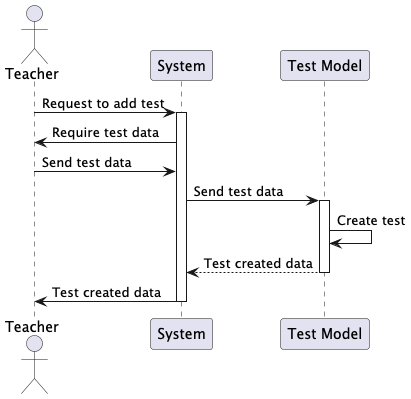 Teacher
System
Test Model
Request to add test
Require test data
Send test data
Send test data
Create test
Test created data
Test created data
Teacher
System
Test Model